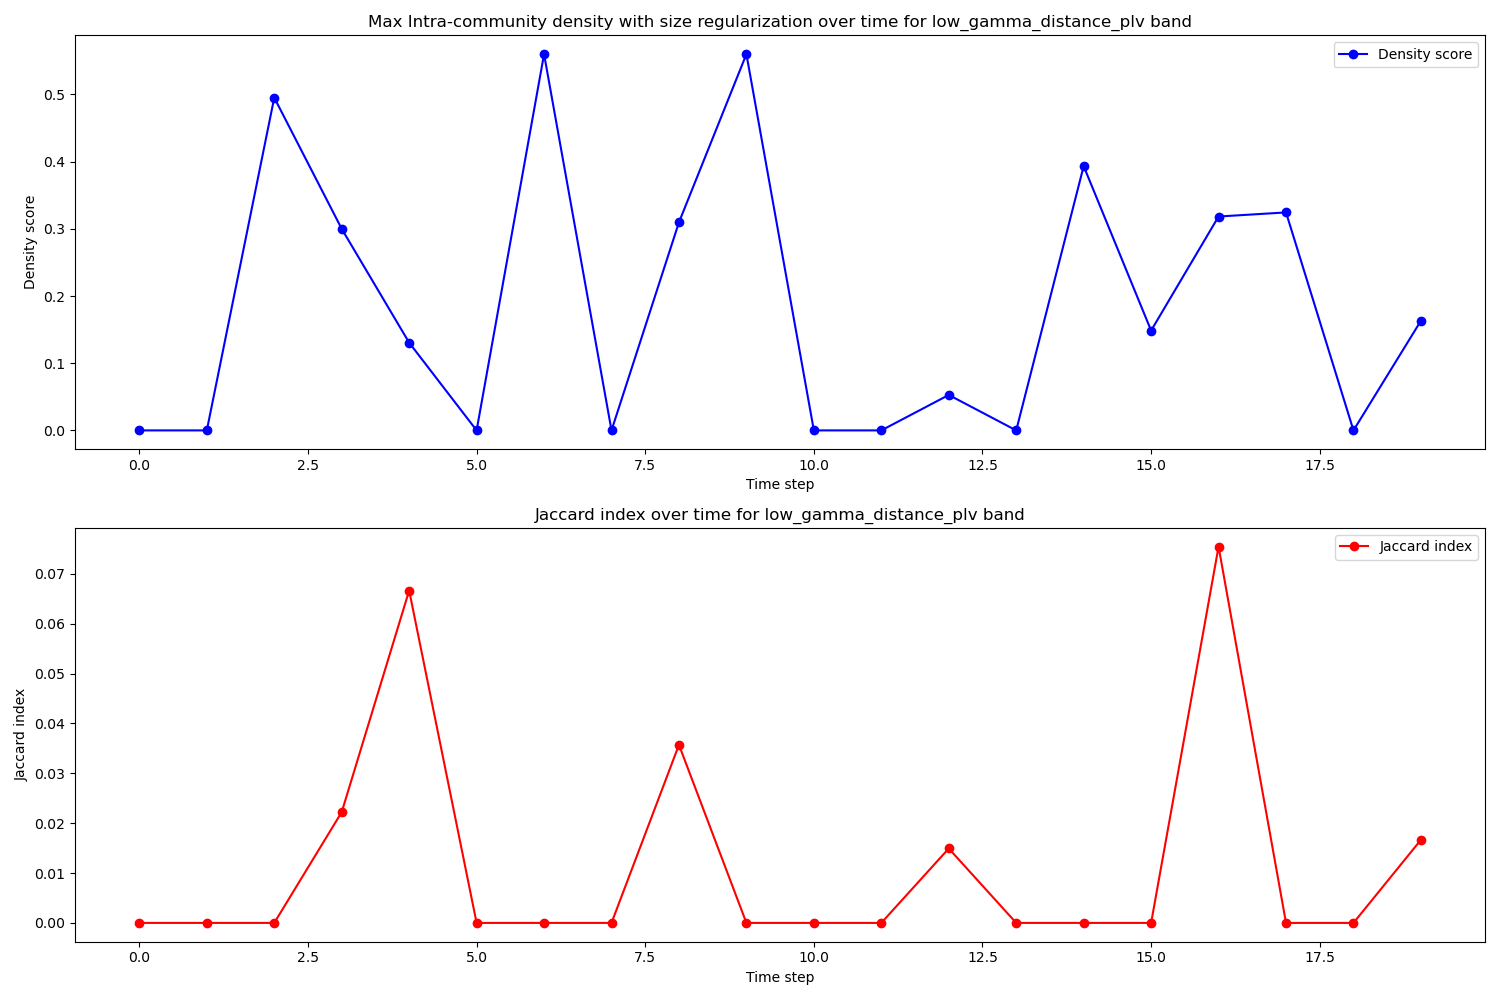 Max Intra-community density with size regularization over time for low_gamma_distance_plv band
Density score
Density score
0.5
0.4
0.3
0.2
0.1
0.0
0.0 2.5 5.0 7.5 10.0 12.5 15.0 17.5
Time step
Jaccard index over time for low_gamma_distance_plv band
Jaccard index
Jaccard index
0.07
0.06
0.05
0.04
0.03
0.02
0.01
0.00
0.0 2.5 5.0 7.5 10.0 12.5 15.0 17.5
Time step